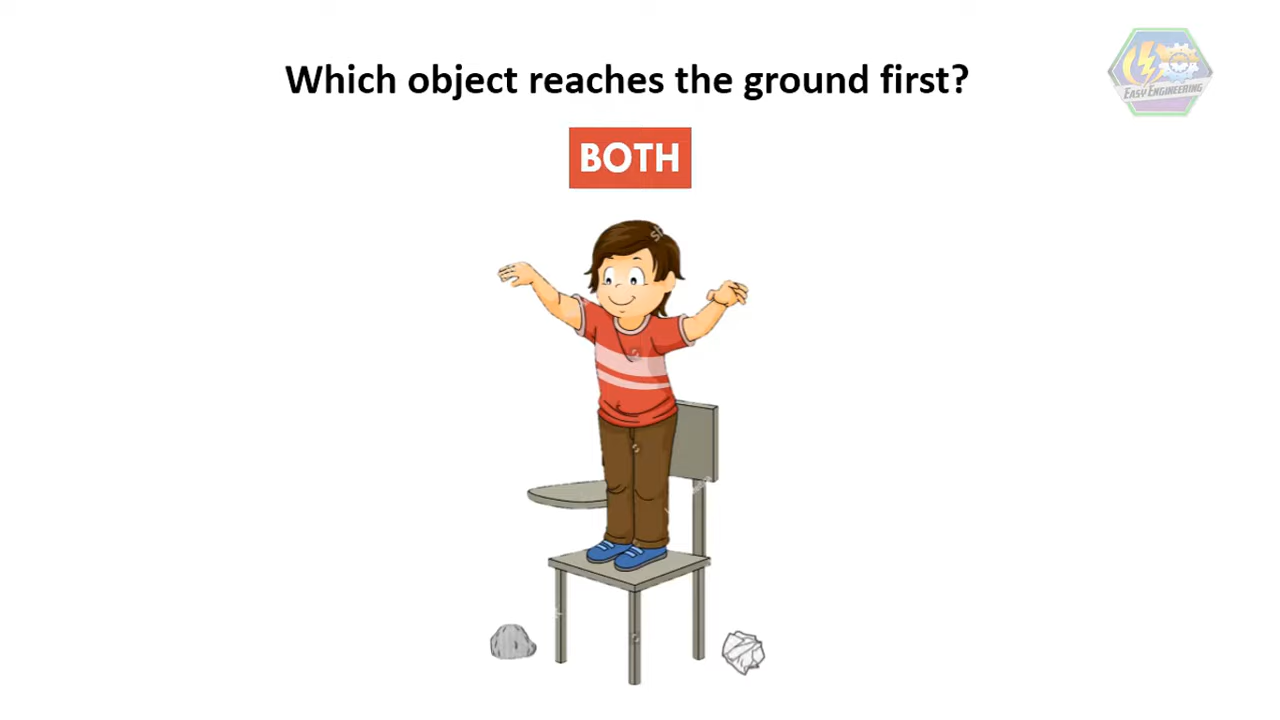 Which object reaches the ground first?
BOTH
EASY ENGINEERING